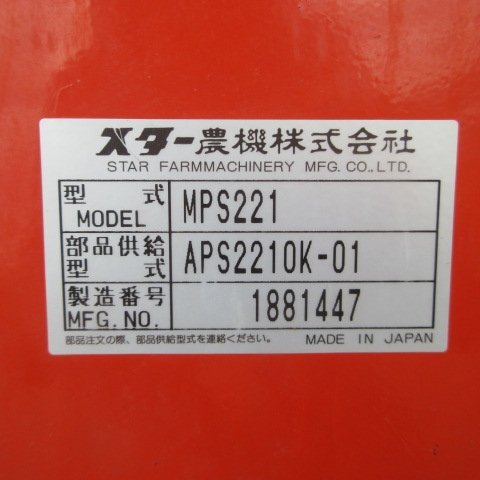 スター農機株式会社
STAR FARMMACHINERY MFG. CO.,LTD.
型 式 MPS221
MODEL
部品供給 APS2210K-01
型 式
製造番号 1881447
MFG. NO.
部品注文の際、部品供給型式を連絡ください。 MADE IN JAPAN